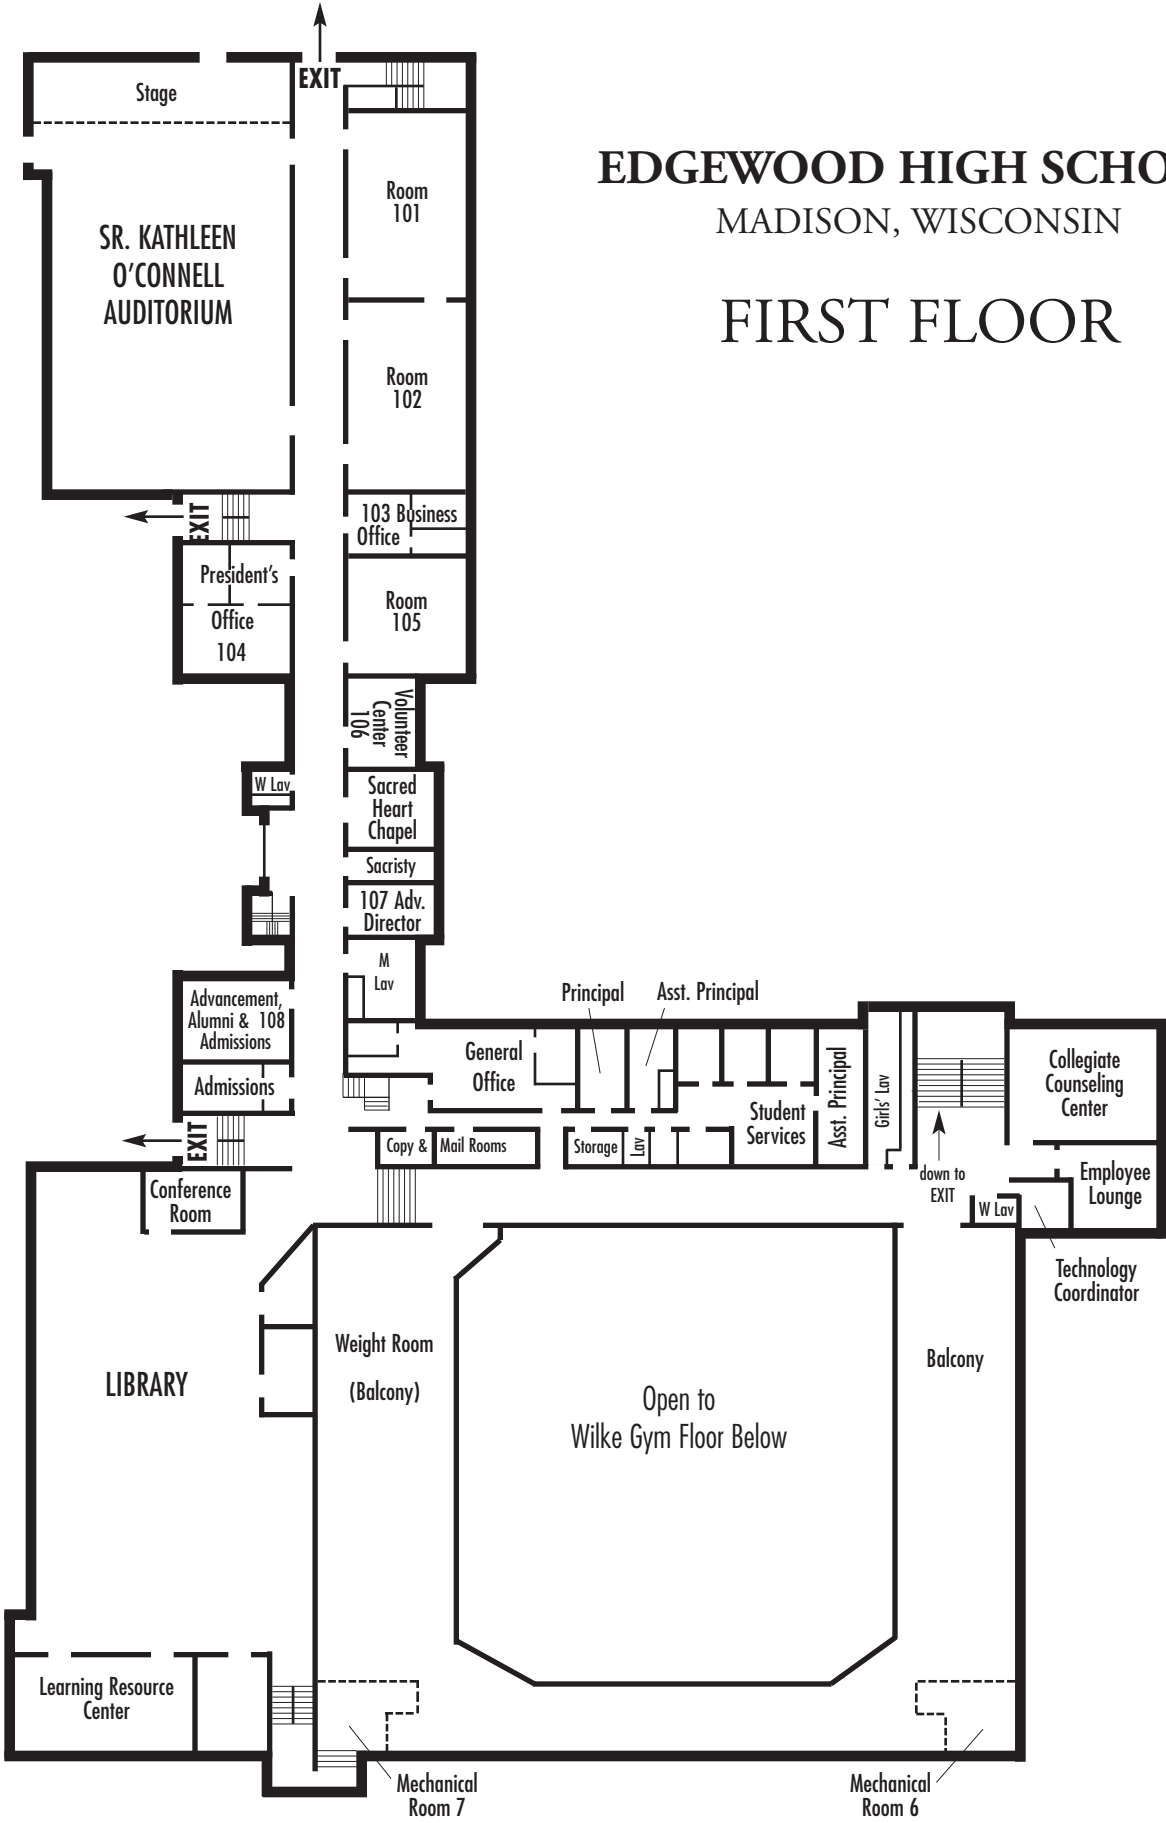 EXIT
Stage
EDGEWOOD HIGH SCHO
MADISON, WISCONSIN
FIRST FLOOR
Room
101
SR. KATHLEEN
O'CONNELL
AUDITORIUM
Room
102
EXIT
103 Business
Office
President's
Office
104
Room
105
Volunteer
Center
106
W Lav
Sacred
Heart
Chapel
Sacristy
107 Adv.
Director
M
Lav
Advancement,
Alumni & 108
Admissions
Admissions
EXIT
Principal
Asst. Principal
General
Office
Student
Services
Asst. Principal
Girls' Lav
Collegiate
Counseling
Center
Copy &
Mail Rooms
Storage
Lav
down to
EXIT
Employee
Lounge
W Lav
Conference
Room
Technology
Coordinator
LIBRARY
Weight Room
(Balcony)
Open to
Wilke Gym Floor Below
Balcony
Learning Resource
Center
Mechanical
Room 7
Mechanical
Room 6